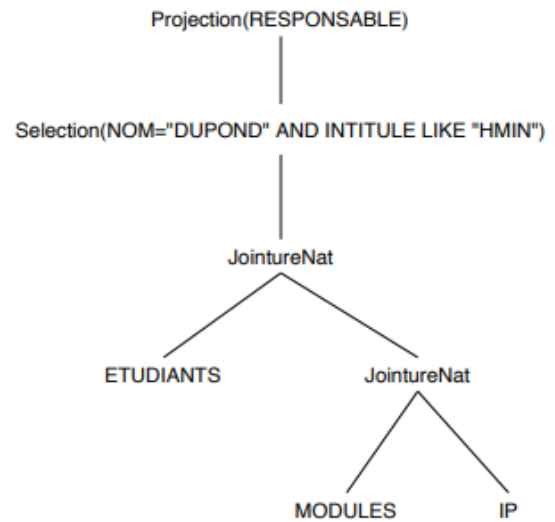 Projection(RESPONSABLE)
Selection(NOM="DUPOND" AND INTITULE LIKE "HMIN")
JointureNat
ETUDIANTS JointureNat
MODULES IP